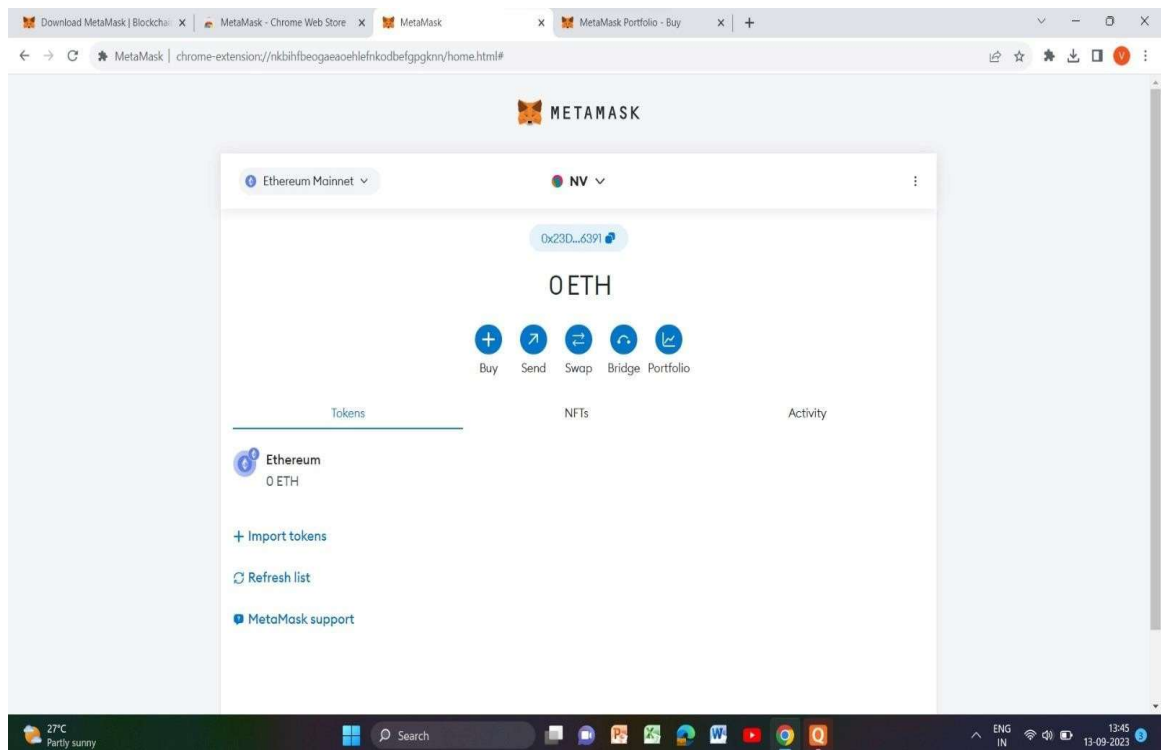 Download MetaMask | Blockchai
MetaMask - Chrome Web Store
MetaMask
MetaMask Portfolio - Buy
MetaMask | chrome-extension://nkbihfbeogaeaoehlefnkodbefgpgknn/home.html#
V
METAMASK
Ethereum Mainnet
NV
0x23D...6391
0 ETH
Buy Send Swap Bridge Portfolio
Tokens NFTs Activity
Ethereum
0 ETH
+ Import tokens
Refresh list
MetaMask support
27°C
Partly sunny
Search
ENG
IN
13:45
13-09-2023
3